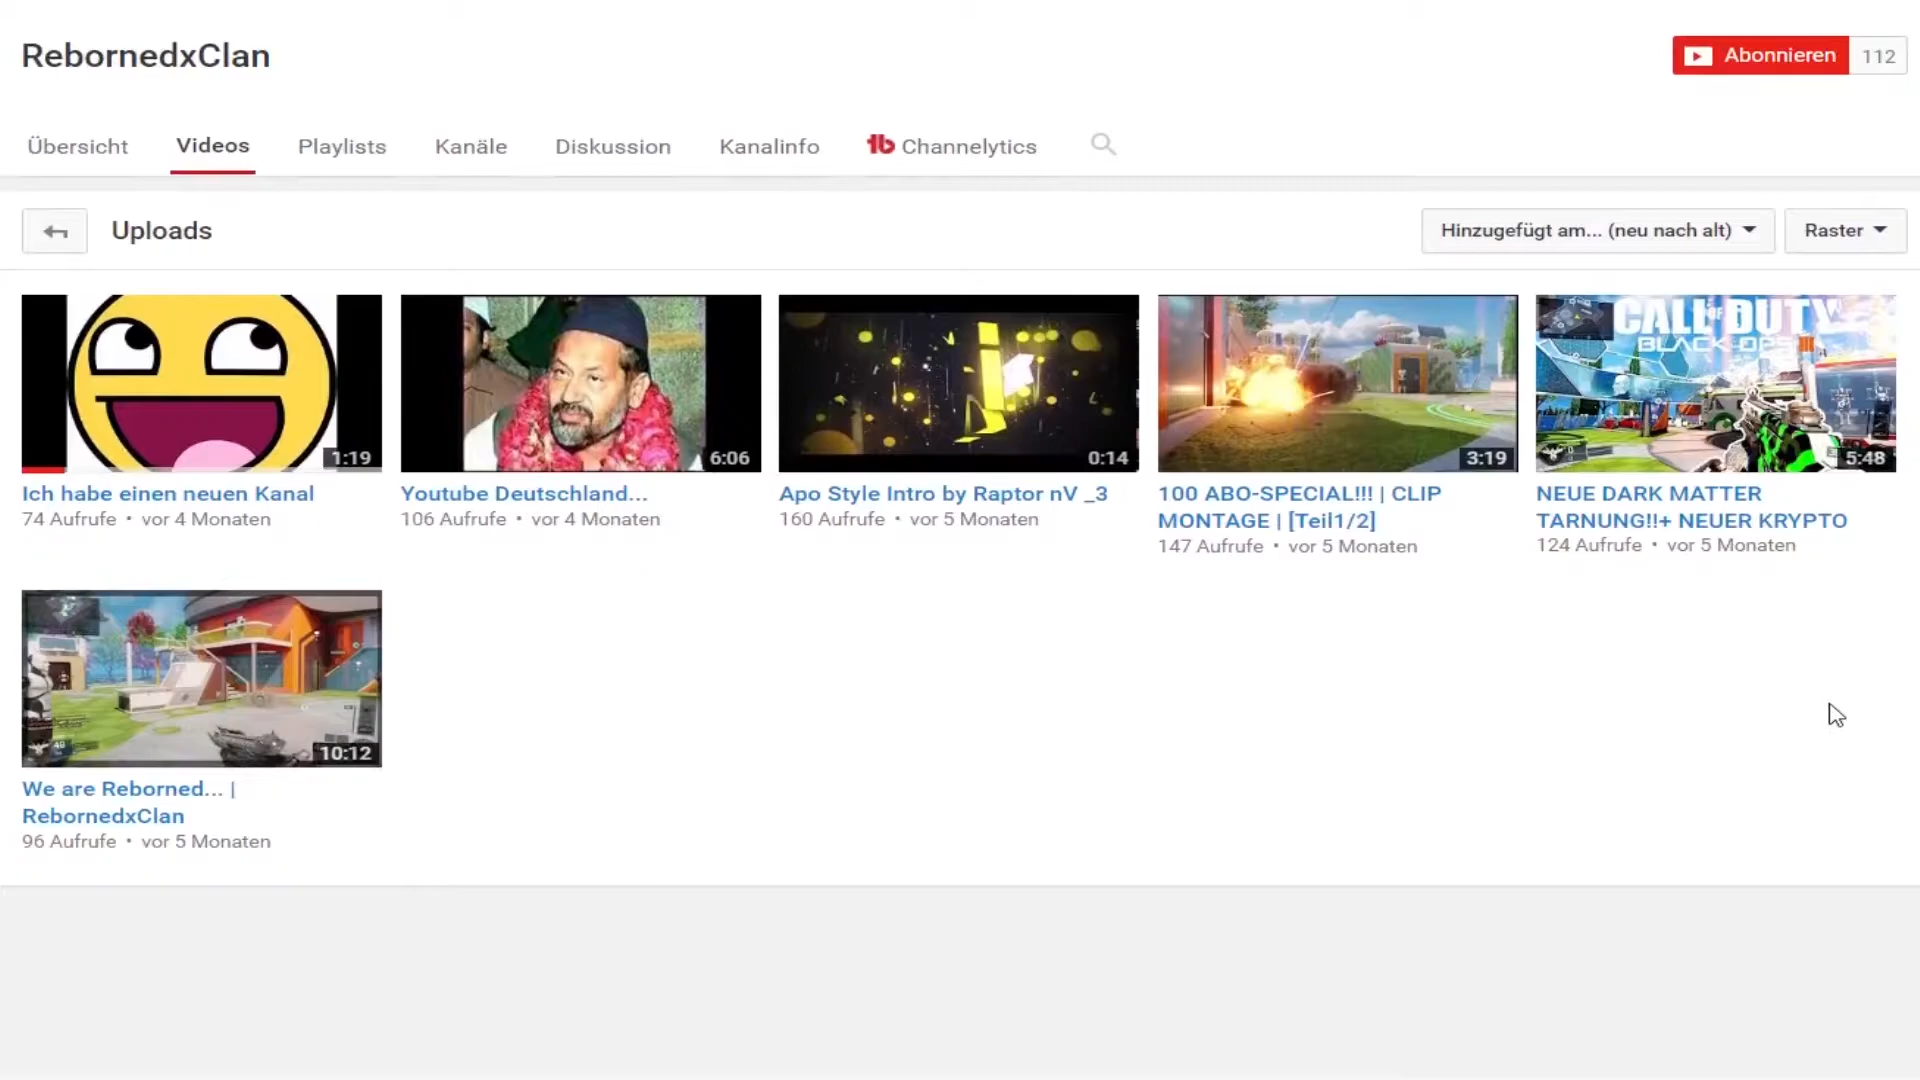 RebornedxClan
Abonnieren 112
Übersicht Videos Playlists Kanäle Diskussion Kanalinfo Channelytics
Uploads
Hinzugefügt am... (neu nach alt) Raster
CALL OF DUTY
BLACK OPS III
1:19 6:06 0:14 3:19 5:48
Ich habe einen neuen Kanal
74 Aufrufe • vor 4 Monaten
Youtube Deutschland...
106 Aufrufe • vor 4 Monaten
Apo Style Intro by Raptor nV _3
160 Aufrufe • vor 5 Monaten
100 ABO-SPECIAL!!! | CLIP
MONTAGE | [Teil1/2]
147 Aufrufe • vor 5 Monaten
NEUE DARK MATTER
TARNUNG!!+ NEUER KRYPTO
124 Aufrufe • vor 5 Monaten
10:12
We are Reborned... |
RebornedxClan
96 Aufrufe • vor 5 Monaten